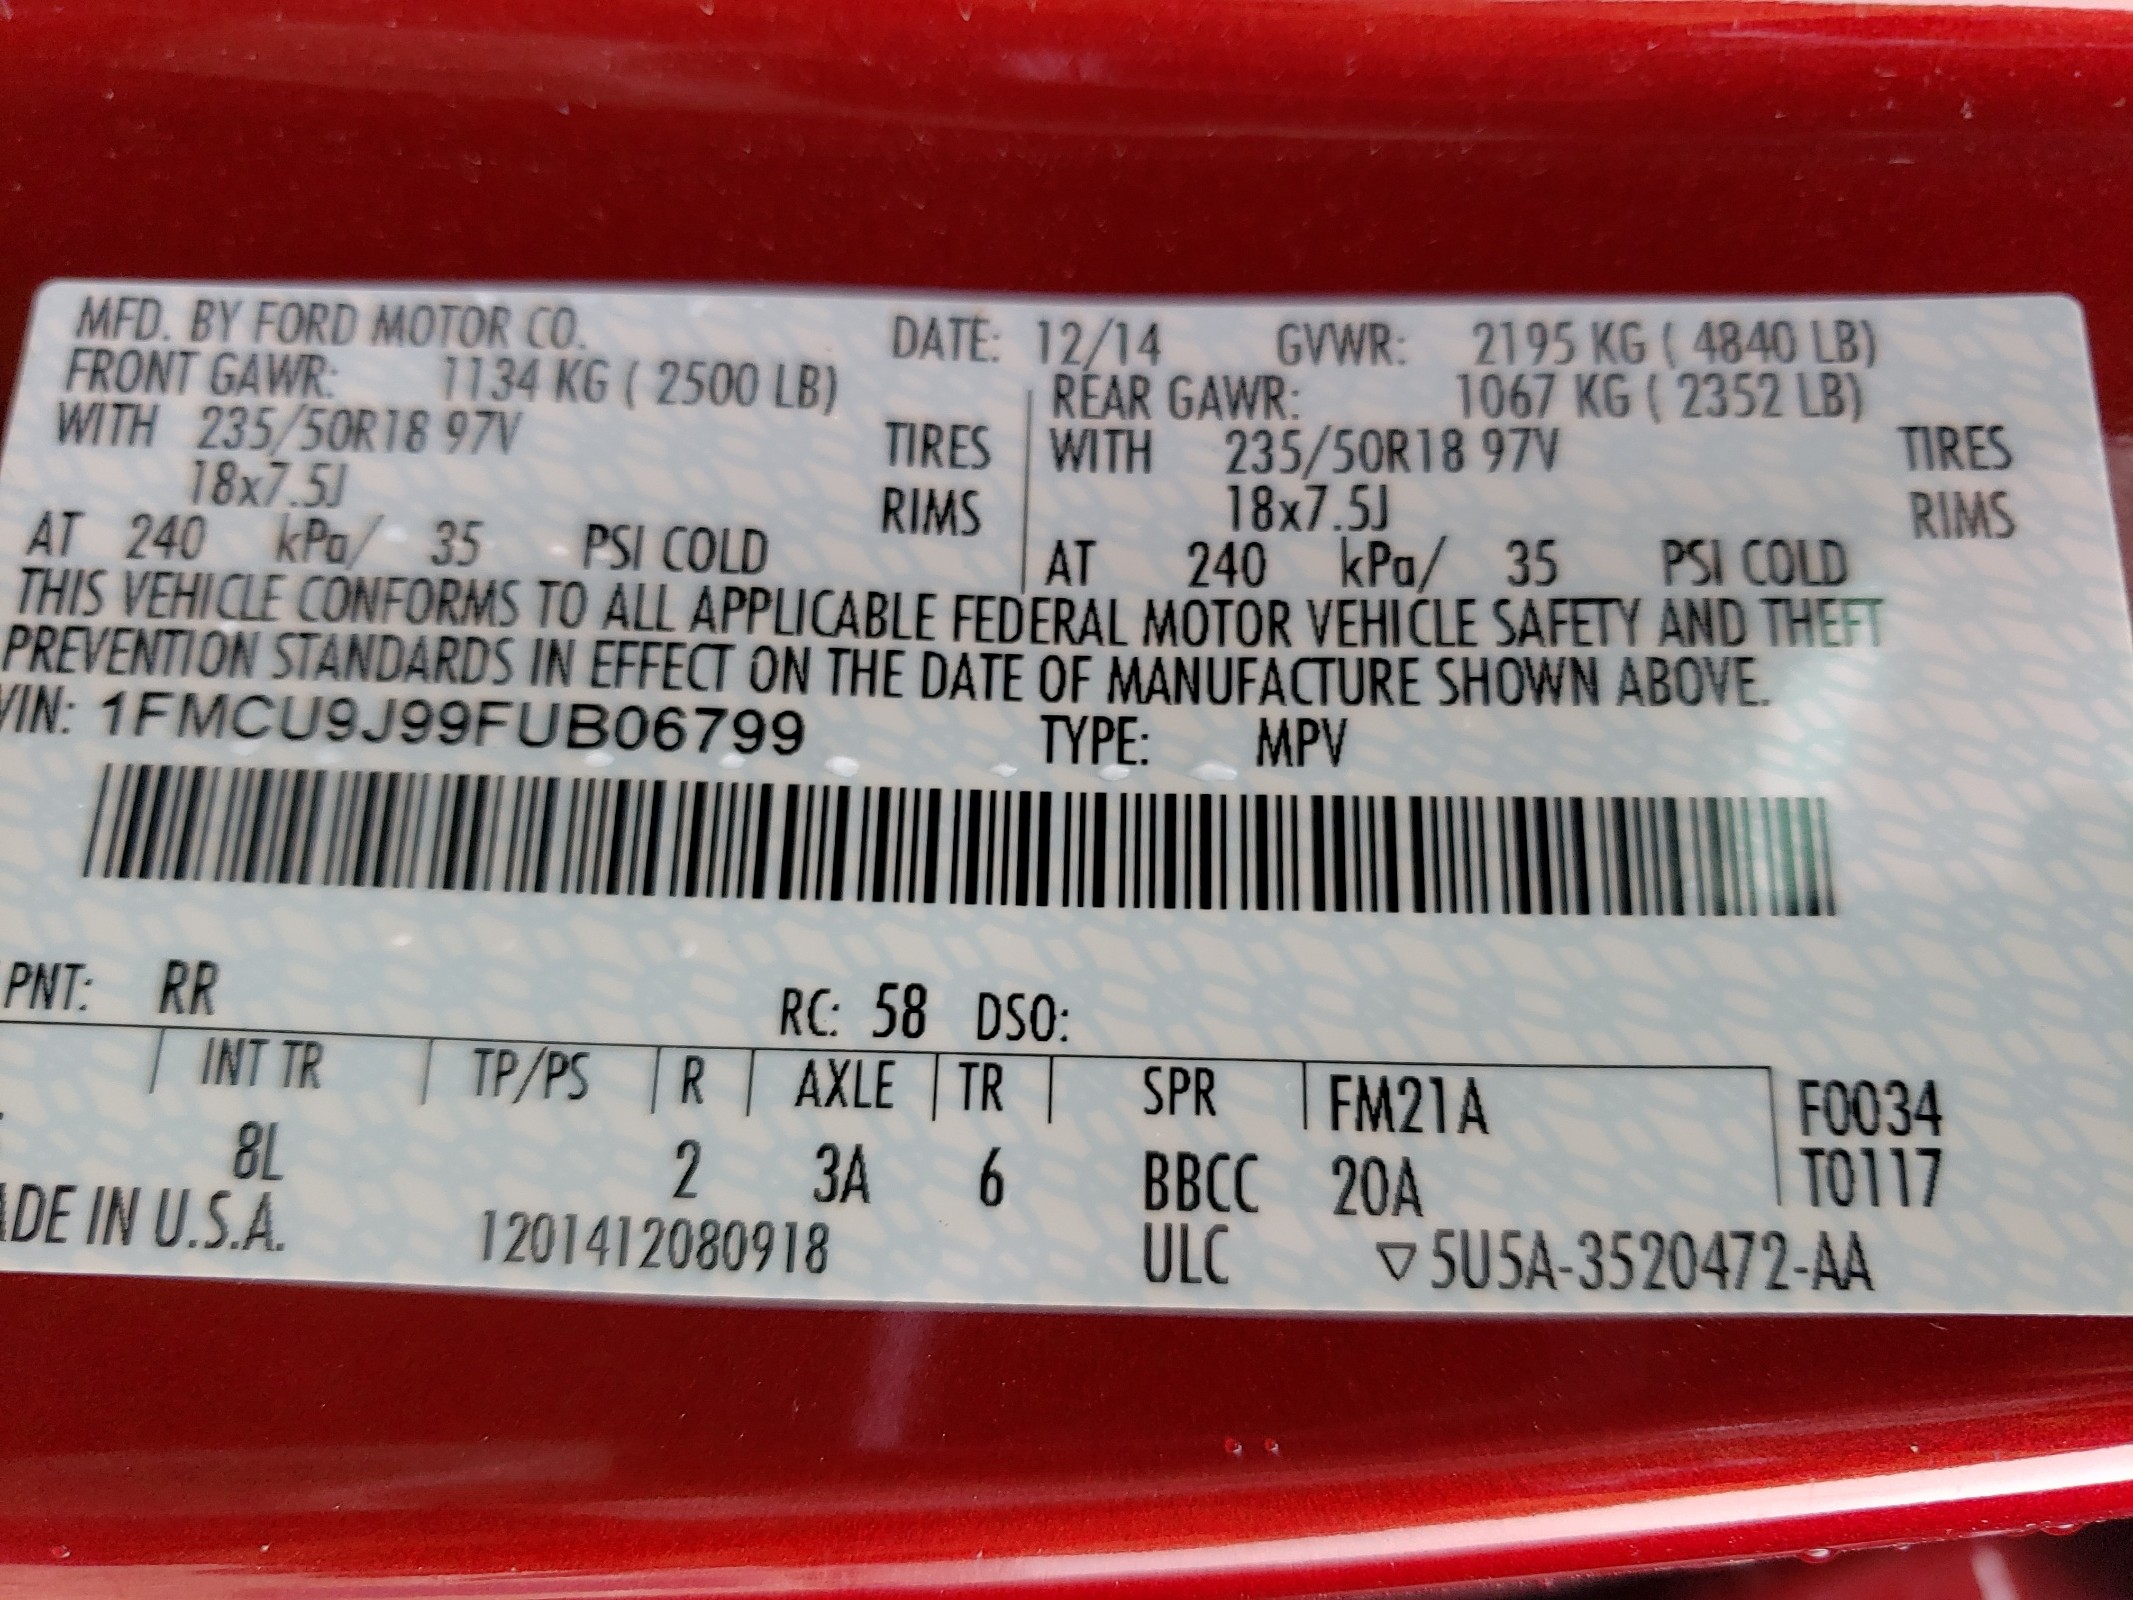 MFD. BY FORD MOTOR CO. DATE: 12/14 GVWR: 2195 KG ( 4840 LB)
FRONT GAWR: 1134 KG ( 2500 LB) REAR GAWR: 1067 KG ( 2352 LB)
WITH 235/50R18 97V TIRES WITH 235/50R18 97V TIRES
18x7.5J RIMS 18x7.5J RIMS
AT 240 kPa/ 35 PSI COLD AT 240 kPa/ 35 PSI COLD
THIS VEHICLE CONFORMS TO ALL APPLICABLE FEDERAL MOTOR VEHICLE SAFETY AND THEFT
PREVENTION STANDARDS IN EFFECT ON THE DATE OF MANUFACTURE SHOWN ABOVE.
VIN: 1FMCU9J99FUB06799 TYPE: MPV
PNT: RR RC: 58 DSO:
INT TR TP/PS R AXLE TR SPR FM21A F0034
8L 2 3A 6 BBCC 20A T0117
ADE IN U.S.A. 1201412080918 ULC ▽5U5A-3520472-AA